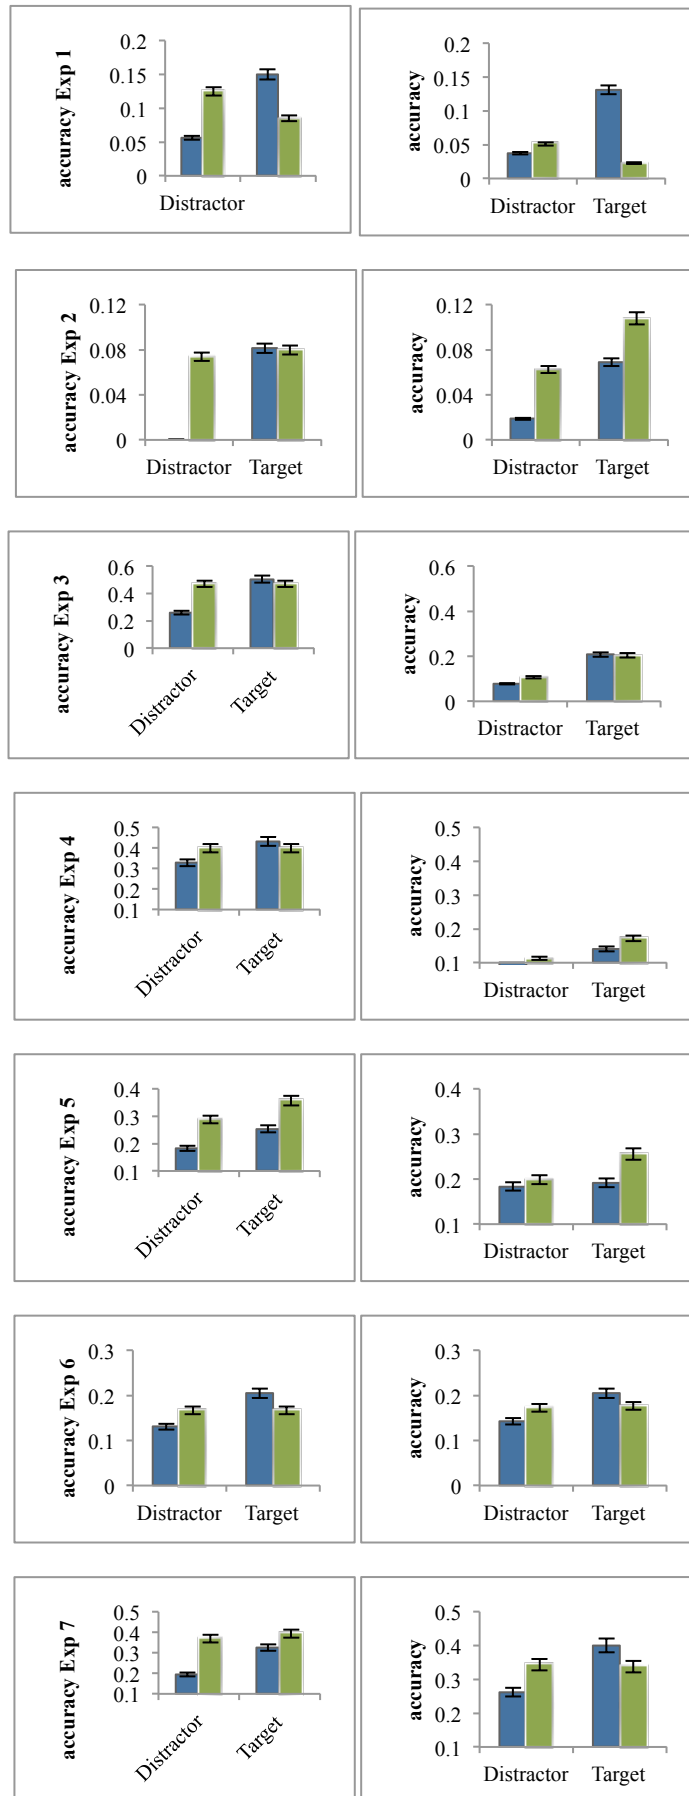 accuracy Exp 1
0.2
0.15
0.1
0.05
0
Distractor
accuracy
0.2
0.15
0.1
0.05
0
Distractor Target
accuracy Exp 2
0.12
0.08
0.04
0
Distractor Target
accuracy
0.12
0.08
0.04
0
Distractor Target
accuracy Exp 3
0.6
0.4
0.2
0
Distractor
Target
accuracy
0.6
0.4
0.2
0
Distractor Target
accuracy Exp 4
0.5
0.4
0.3
0.2
0.1
Distractor
Target
accuracy
0.5
0.4
0.3
0.2
0.1
Distractor Target
accuracy Exp 5
0.4
0.3
0.2
0.1
Distractor
Target
accuracy
0.4
0.3
0.2
0.1
Distractor Target
accuracy Exp 6
0.3
0.2
0.1
0
Distractor Target
accuracy
0.3
0.2
0.1
0
Distractor Target
accuracy Exp 7
0.5
0.4
0.3
0.2
0.1
Distractor
Target
accuracy
0.5
0.4
0.3
0.2
0.1
Distractor Target